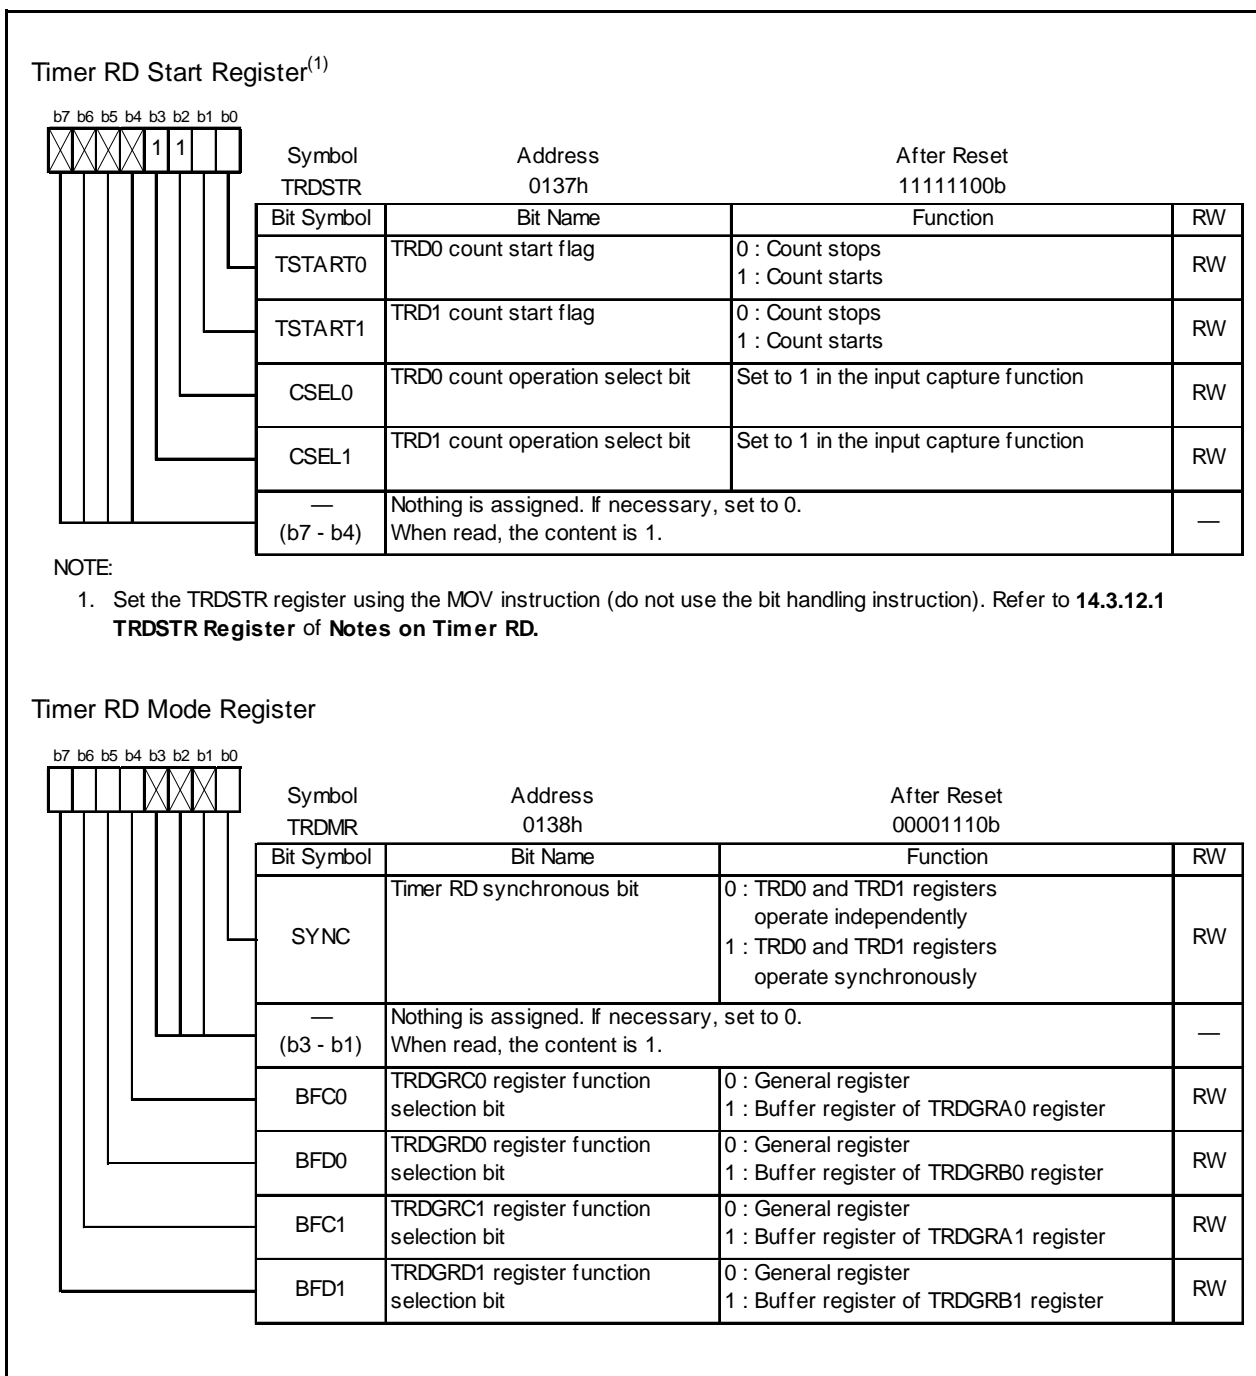 Timer RD Start Register(1)
b7 b6 b5 b4 b3 b2 b1 b0
1 1
Symbol Address After Reset
TRDSTR 0137h 11111100b
Bit Symbol Bit Name Function RW
TSTART0 TRD0 count start flag 0 : Count stops RW
1 : Count starts
TSTART1 TRD1 count start flag 0 : Count stops RW
1 : Count starts
CSEL0 TRD0 count operation select bit Set to 1 in the input capture function RW
CSEL1 TRD1 count operation select bit Set to 1 in the input capture function RW
— Nothing is assigned. If necessary, set to 0. —
(b7 - b4) When read, the content is 1.
NOTE:
1. Set the TRDSTR register using the MOV instruction (do not use the bit handling instruction). Refer to 14.3.12.1
TRDSTR Register of Notes on Timer RD.
Timer RD Mode Register
b7 b6 b5 b4 b3 b2 b1 b0
Symbol Address After Reset
TRDMR 0138h 00001110b
Bit Symbol Bit Name Function RW
SYNC Timer RD synchronous bit 0 : TRD0 and TRD1 registers RW
operate independently
1 : TRD0 and TRD1 registers
operate synchronously
— Nothing is assigned. If necessary, set to 0. —
(b3 - b1) When read, the content is 1.
BFC0 TRDGRC0 register function 0 : General register RW
selection bit 1 : Buffer register of TRDGRA0 register
BFD0 TRDGRD0 register function 0 : General register RW
selection bit 1 : Buffer register of TRDGRB0 register
BFC1 TRDGRC1 register function 0 : General register RW
selection bit 1 : Buffer register of TRDGRA1 register
BFD1 TRDGRD1 register function 0 : General register RW
selection bit 1 : Buffer register of TRDGRB1 register